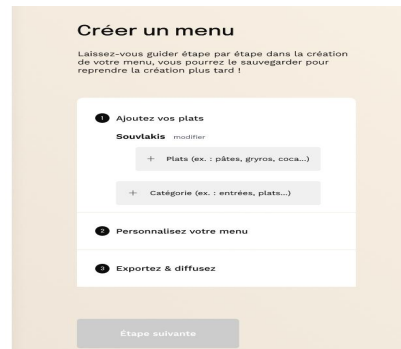 Créer un menu
Laissez-vous guider étape par étape dans la création
de votre menu, vous pourrez le sauvegarder pour
reprendre la création plus tard !
1 Ajoutez vos plats
Souvlakis modifier
+ Plats (ex. : pâtes, gryros, coca...)
+ Catégorie (ex. : entrées, plats...)
2 Personnalisez votre menu
3 Exportez & diffusez
Étape suivante